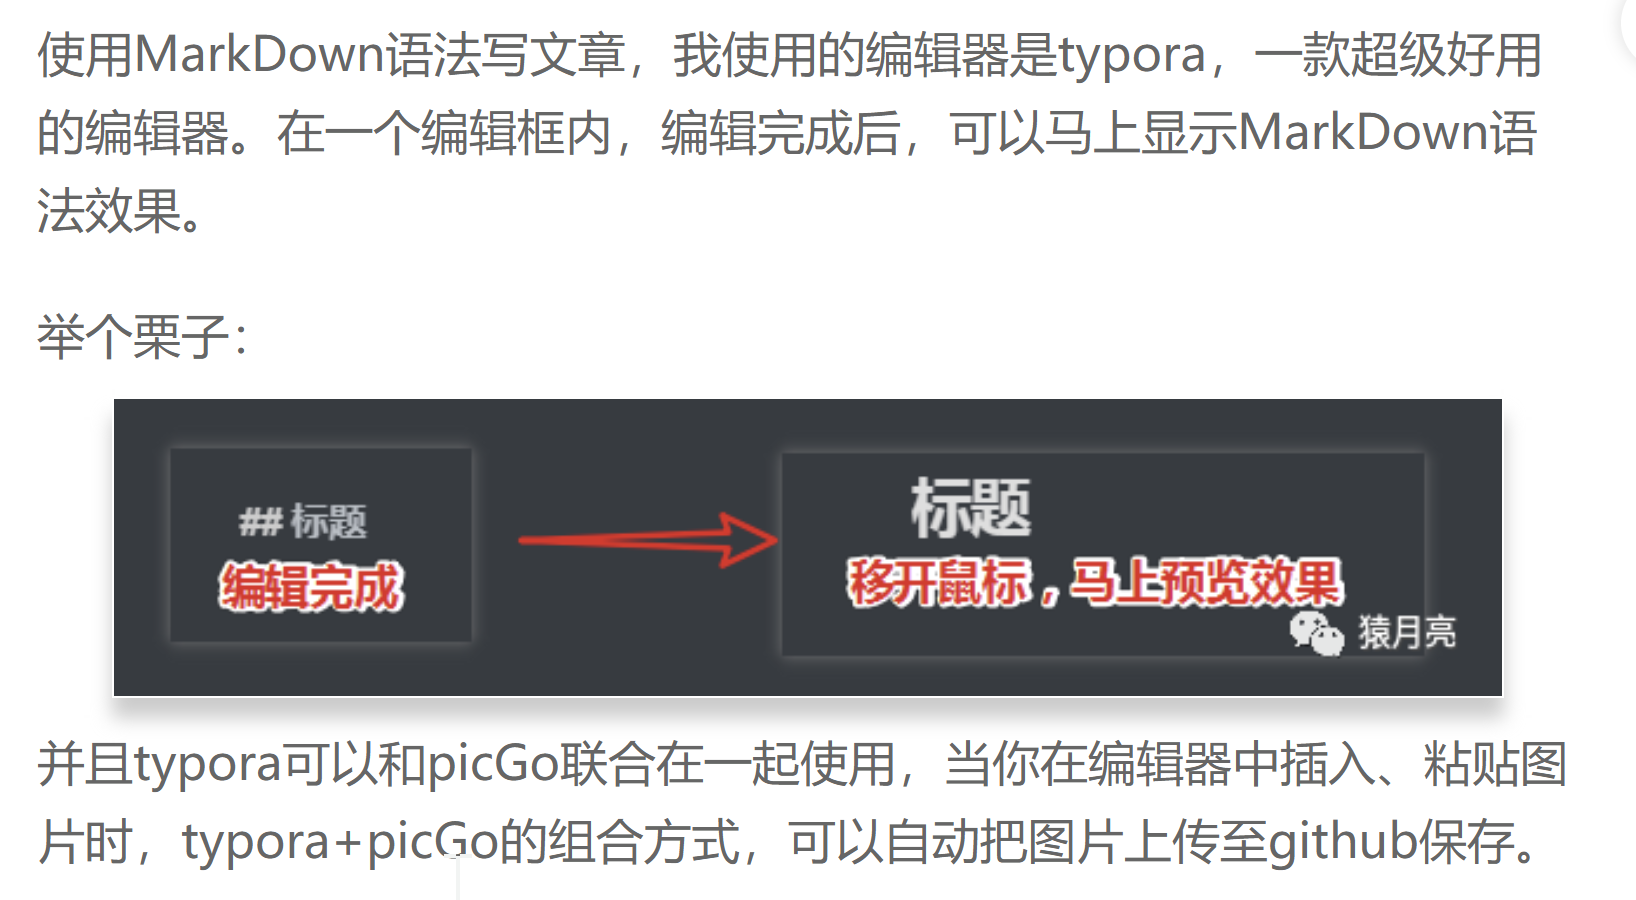 使用MarkDown语法写文章，我使用的编辑器是typora，一款超级好用
的编辑器。在一个编辑框内，编辑完成后，可以马上显示MarkDown语
法效果。
举个栗子：
## 标题
编辑完成
标题
移开鼠标，马上预览效果
猿月亮
并且typora可以和picGo联合在一起使用，当你在编辑器中插入、粘贴图
片时，typora+picGo的组合方式，可以自动把图片上传至github保存。